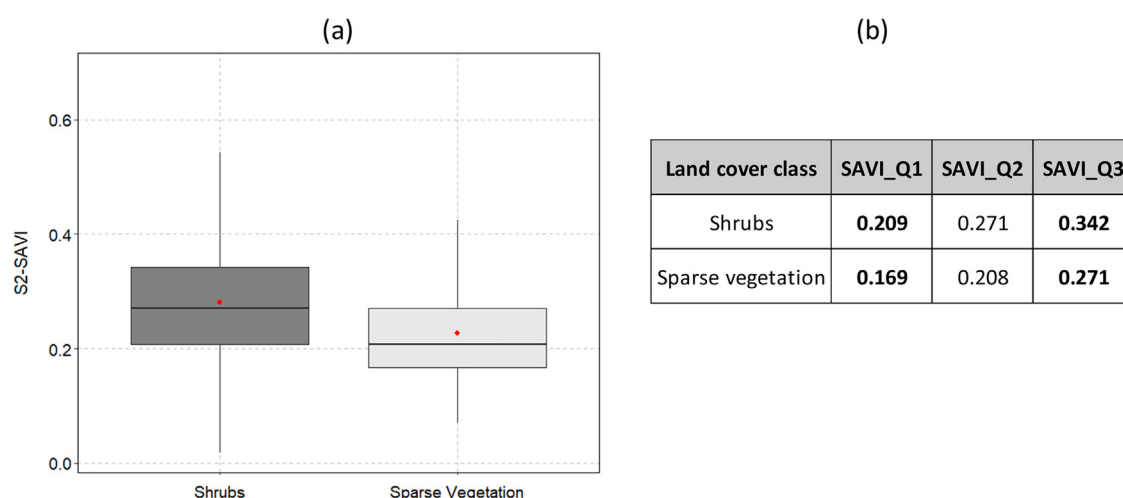 (a)
(b)
0.6
0.4
0.2
0.0
S2-SAVI
Shrubs Sparse Vegetation
Land cover class SAVI_Q1 SAVI_Q2 SAVI_Q3
Shrubs 0.209 0.271 0.342
Sparse vegetation 0.169 0.208 0.271